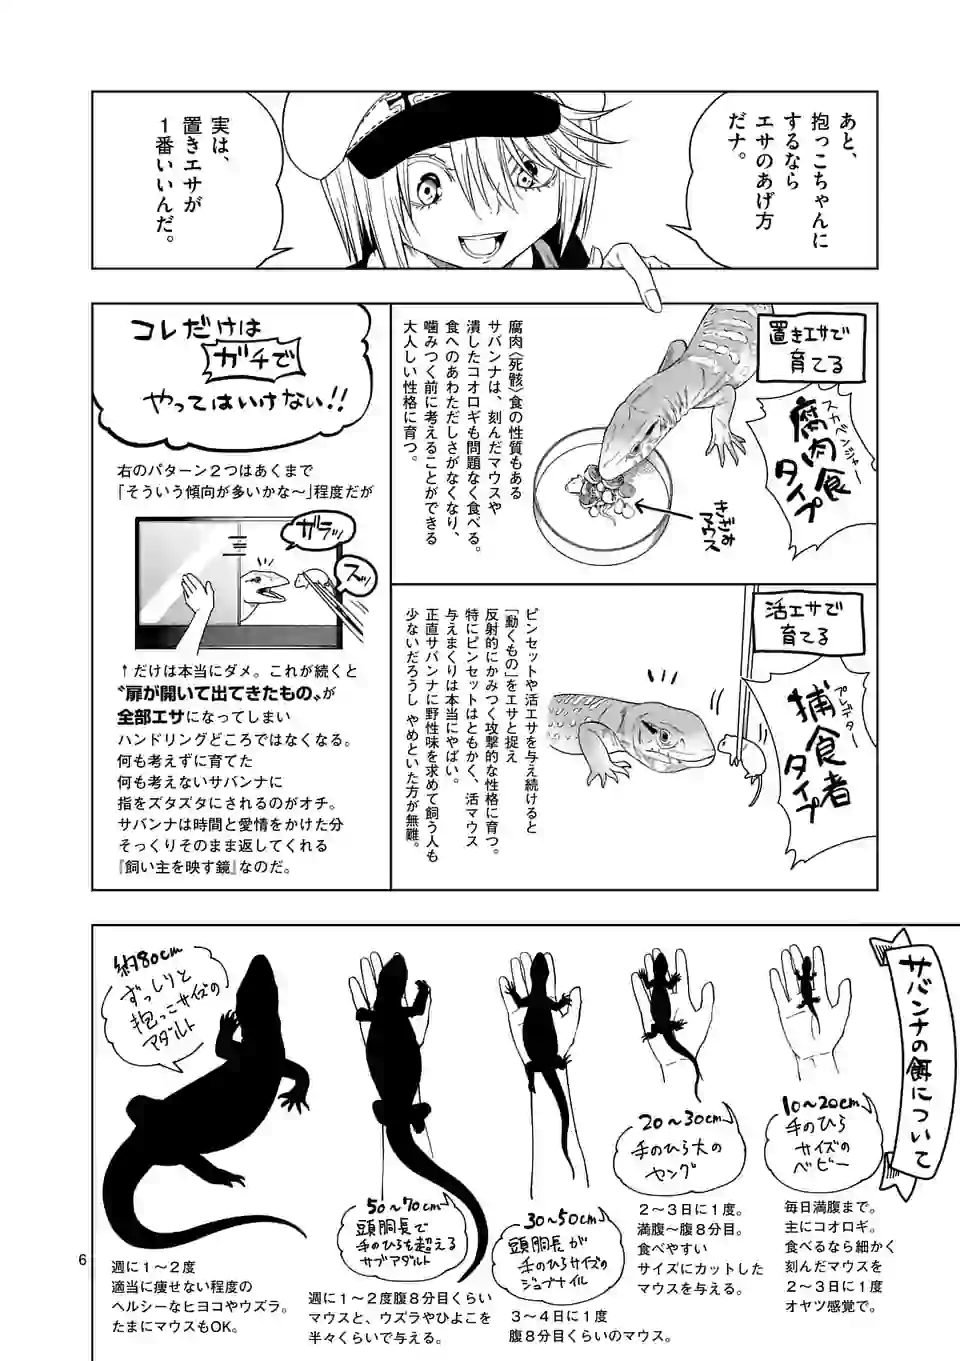 あと、
抱っこちゃんに
するなら
エサのあげ方
だナ。
実は、
置きエサが
1番いいんだ。
置きエサで
育てる
スカベンジャー
腐肉食
タイプ
きざみ
マウス
腐肉〈死骸〉食の性質もある
サバンナは、刻んだマウスや
潰したコオロギも問題なく食べる。
食へのあわただしさがなくなり、
噛みつく前に考えることができる
大人しい性格に育つ。
活エサで
育てる
プレデター
捕食者
タイプ
ピンセットや活エサを与え続けると
「動くもの」をエサと捉え
反射的にかみつく攻撃的な性格に育つ。
特にピンセットはともかく、活マウス
与えまくりは本当にやばい。
正直サバンナに野性味を求めて飼う人も
少ないだろうし やめといた方が無難。
コレだけは
ガチで
やってはいけない!!
右のパターン2つはあくまで
「そういう傾向が多いかな〜」程度だが
ガラッ
スッ
↑だけは本当にダメ。これが続くと
〝扉が開いて出てきたもの〟が
全部エサになってしまい
ハンドリングどころではなくなる。
何も考えずに育てた
何も考えないサバンナに
指をズタズタにされるのがオチ。
サバンナは時間と愛情をかけた分
そっくりそのまま返してくれる
『飼い主を映す鏡』なのだ。
サバンナの餌について
10〜20cm
手のひら
サイズの
ベビー
毎日満腹まで。
主にコオロギ。
食べるなら細かく
刻んだマウスを
2〜3日に1度
オヤツ感覚で。
20〜30cm
手のひら大の
ヤング
2〜3日に1度。
満腹〜腹8分目。
食べやすい
サイズにカットした
マウスを与える。
30〜50cm
頭胴長が
手のひらサイズの
ジュブナイル
3〜4日に1度
腹8分目くらいのマウス。
50〜70cm
頭胴長で
手のひらも超える
サブアダルト
週に1〜2度腹8分目くらい
マウスと、ウズラやひよこを
半々くらいで与える。
約80cm
ずっしりと
抱っこサイズの
アダルト
週に1〜2度
適当に痩せない程度の
ヘルシーなヒヨコやウズラ。
たまにマウスもOK。
6